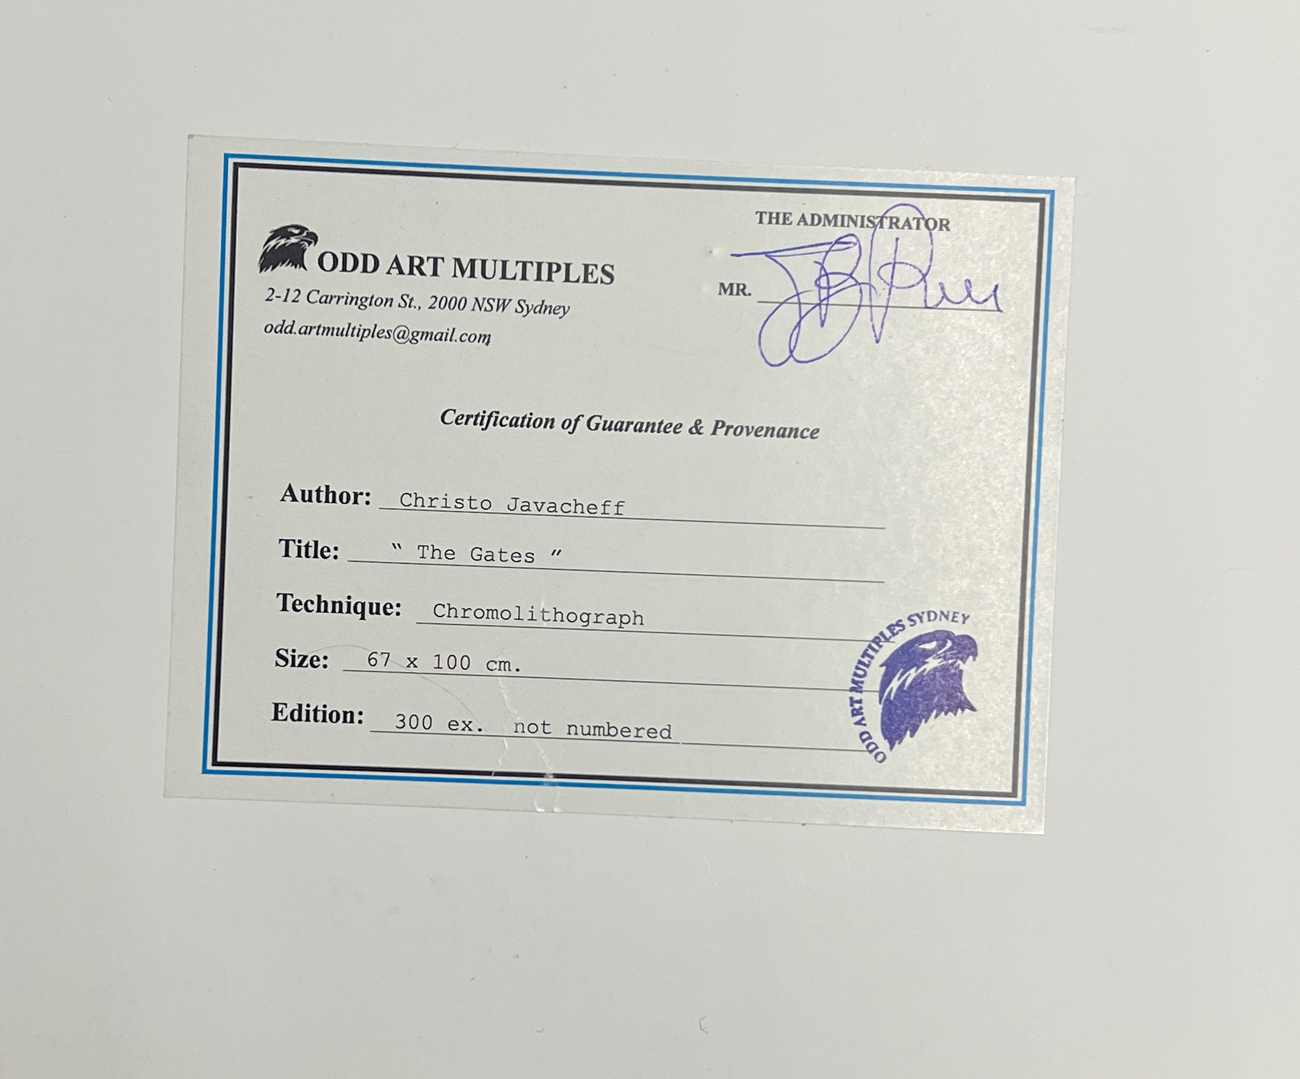 THE ADMINISTRATOR
ODD ART MULTIPLES
2-12 Carrington St., 2000 NSW Sydney
odd.artmultiples@gmail.com
MR.
Certification of Guarantee & Provenance
Author: Christo Javacheff
Title: “ The Gates ”
Technique: Chromolithograph
Size: 67 x 100 cm.
Edition: 300 ex. not numbered
ODD ART MULTIPLES SYDNEY